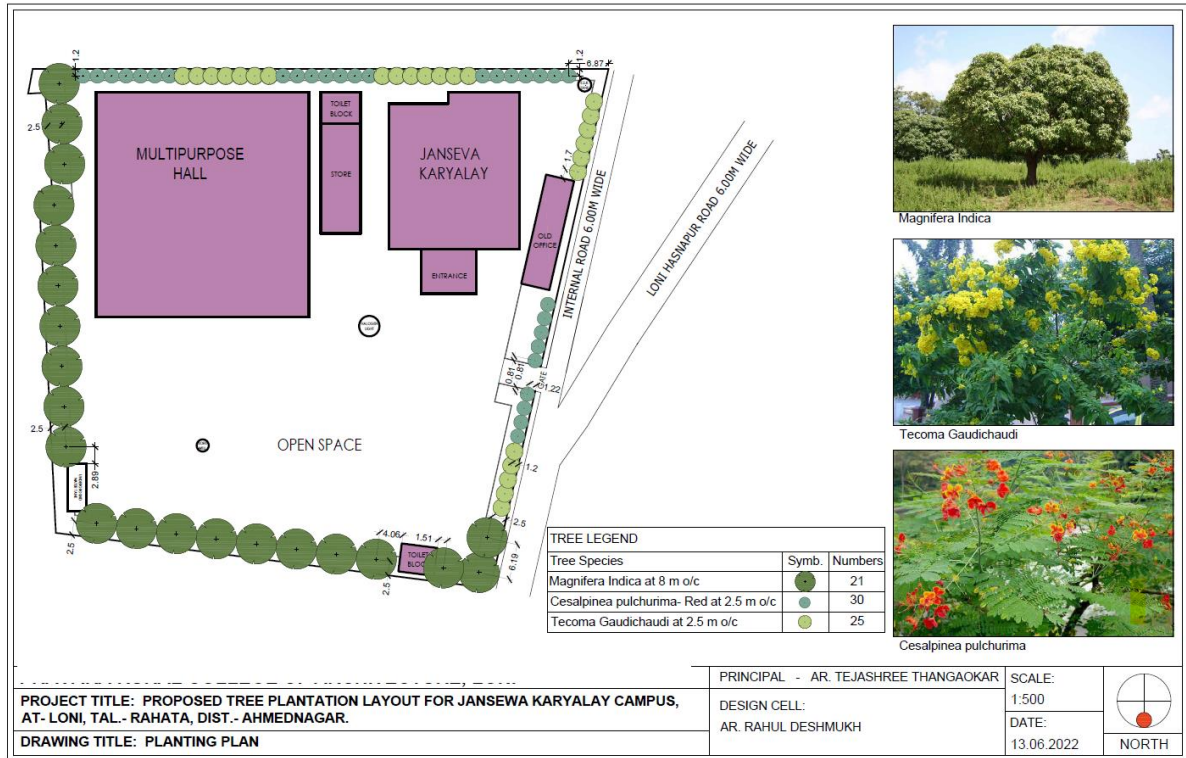 1.2
1.2
6.87
2.5
TOILET
BLOCK
MULTIPURPOSE
HALL
STORE
JANSEVA
KARYALAY
1.7
OLD
OFFICE
ENTRANCE
INTERNAL ROAD 6.00M WIDE
LONI HASNAPUR ROAD 6.00M WIDE
0.81
0.81
GATE
1.22
2.5
OPEN SPACE
2.89
1.2
2.5
2.5
4.06
1.51
TOILET
BLOCK
2.5
6.19
Magnifera Indica
Tecoma Gaudichaudi
Cesalpinea pulchurima
TREE LEGEND
Tree Species Symb. Numbers
Magnifera Indica at 8 m o/c 21
Cesalpinea pulchurima- Red at 2.5 m o/c 30
Tecoma Gaudichaudi at 2.5 m o/c 25
PROJECT TITLE: PROPOSED TREE PLANTATION LAYOUT FOR JANSEWA KARYALAY CAMPUS,
AT- LONI, TAL.- RAHATA, DIST.- AHMEDNAGAR.
DRAWING TITLE: PLANTING PLAN
PRINCIPAL - AR. TEJASHREE THANGAOKAR
DESIGN CELL:
AR. RAHUL DESHMUKH
SCALE:
1:500
DATE:
13.06.2022
NORTH